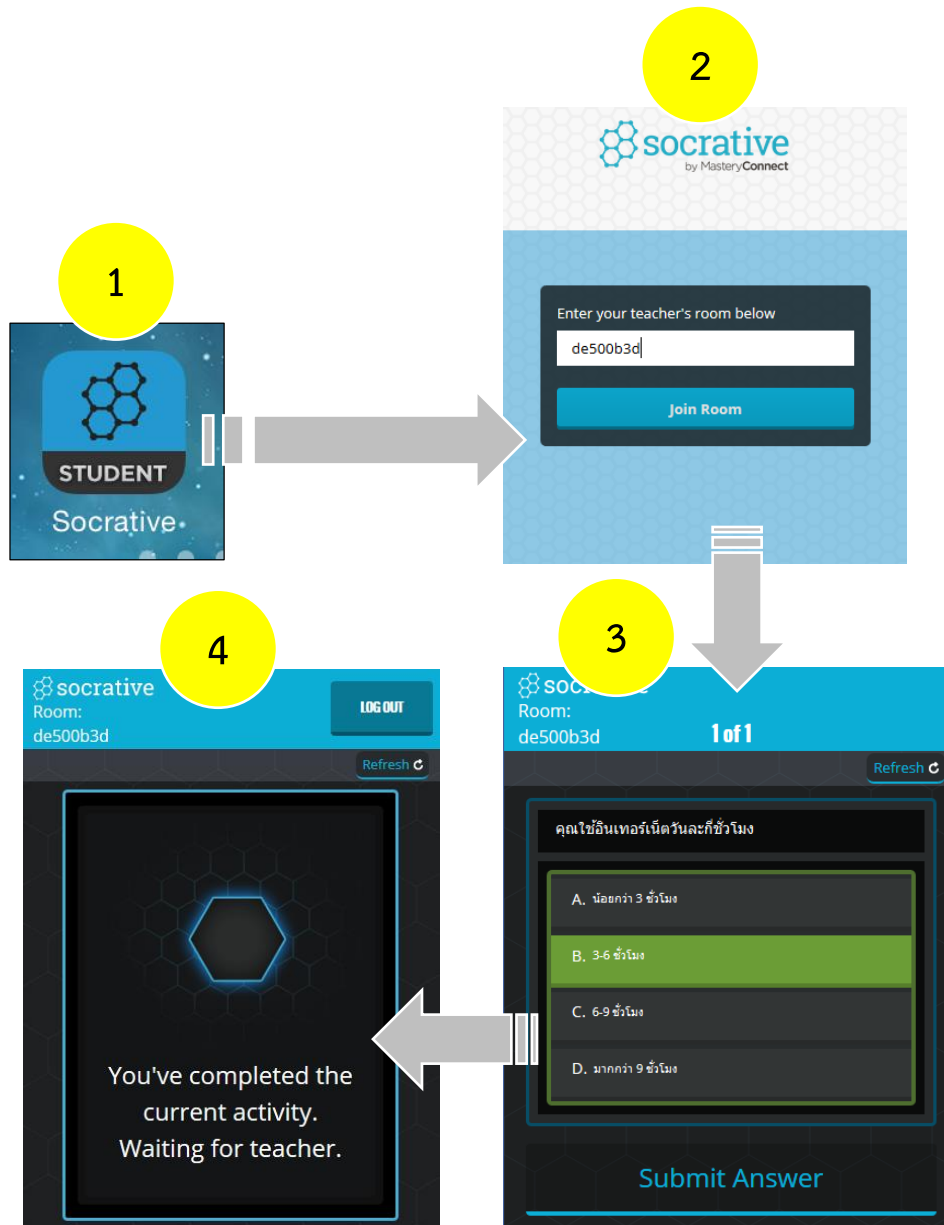 1
STUDENT
Socrative
2
socrative
by MasteryConnect
Enter your teacher's room below
de500b3d
Join Room
3
Room:
de500b3d
1 of 1
Refresh
คุณใช้อินเทอร์เน็ตวันละกี่ชั่วโมง
A. น้อยกว่า 3 ชั่วโมง
B. 3-6 ชั่วโมง
C. 6-9 ชั่วโมง
D. มากกว่า 9 ชั่วโมง
Submit Answer
4
socrative
Room:
de500b3d
LOG OUT
Refresh
You've completed the
current activity.
Waiting for teacher.